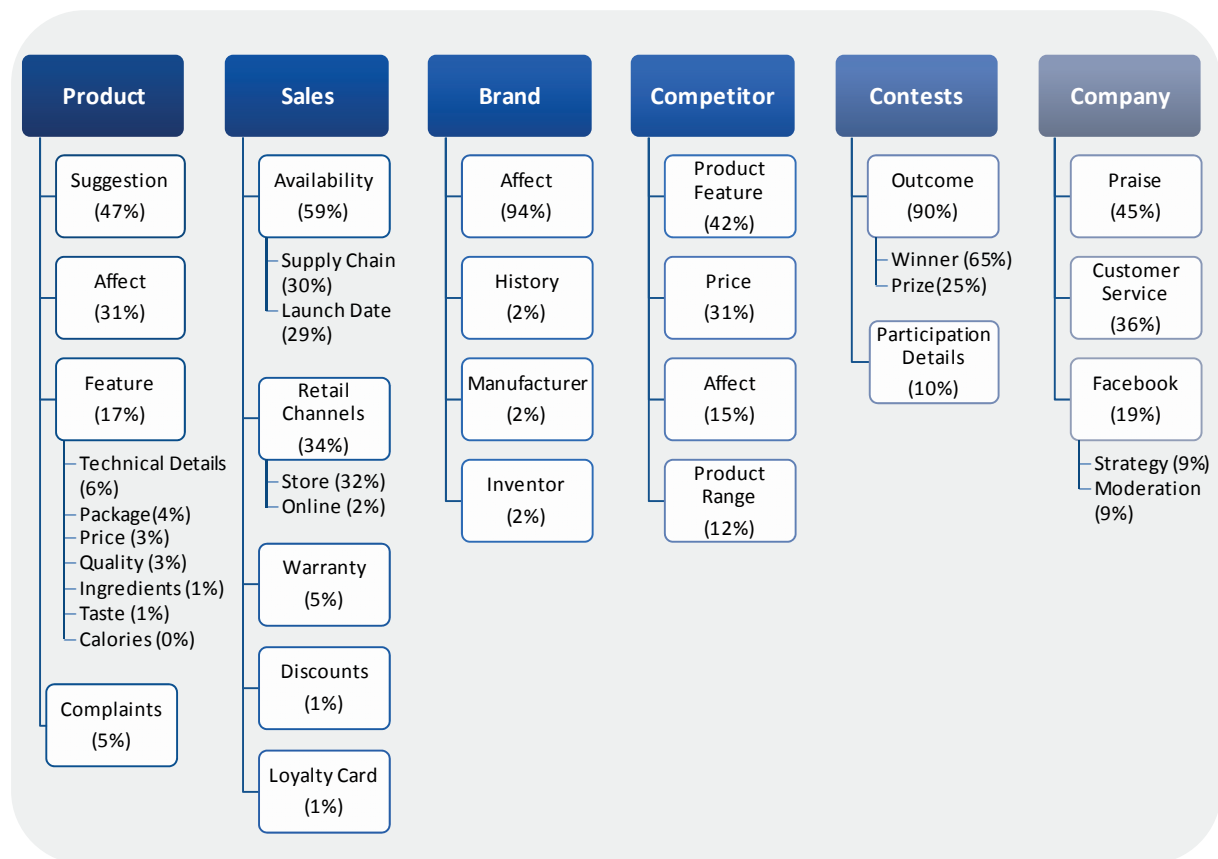 Product
Suggestion
(47%)
Affect
(31%)
Feature
(17%)
Technical Details
(6%)
Package(4%)
Price (3%)
Quality (3%)
Ingredients (1%)
Taste (1%)
Calories (0%)
Complaints
(5%)
Sales
Availability
(59%)
Supply Chain
(30%)
Launch Date
(29%)
Retail
Channels
(34%)
Store (32%)
Online (2%)
Warranty
(5%)
Discounts
(1%)
Loyalty Card
(1%)
Brand
Affect
(94%)
History
(2%)
Manufacturer
(2%)
Inventor
(2%)
Competitor
Product
Feature
(42%)
Price
(31%)
Affect
(15%)
Product
Range
(12%)
Contests
Outcome
(90%)
Winner (65%)
Prize(25%)
Participation
Details
(10%)
Company
Praise
(45%)
Customer
Service
(36%)
Facebook
(19%)
Strategy (9%)
Moderation
(9%)